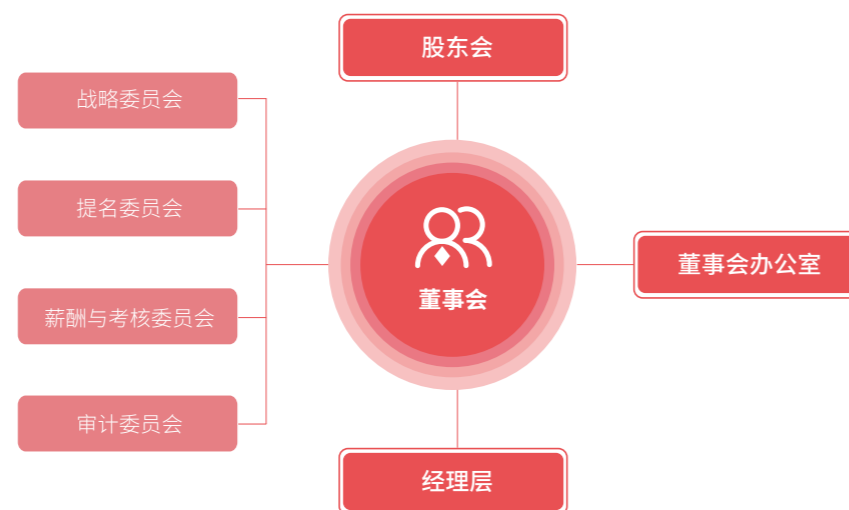 股东会
战略委员会
提名委员会
薪酬与考核委员会
审计委员会
董事会
董事会办公室
经理层